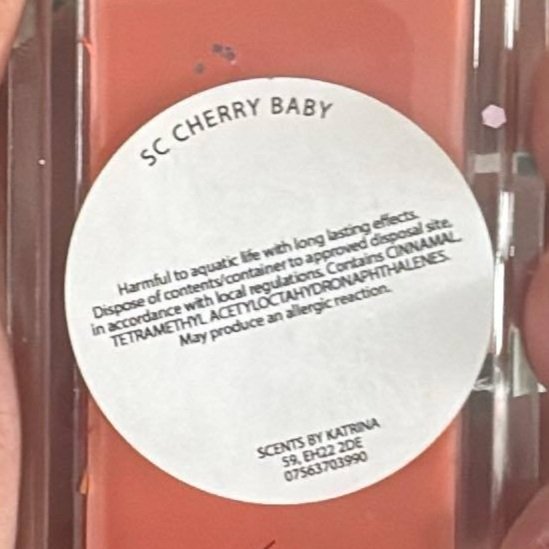 SC CHERRY BABY
Harmful to aquatic life with long lasting effects.
Dispose of contents/container to approved disposal site,
in accordance with local regulations. Contains CINNAMAL,
TETRAMETHYL ACETYLOCTAHYDRONAPHTHALENES.
May produce an allergic reaction.
SCENTS BY KATRINA
59, EH22 2DE
07563703990